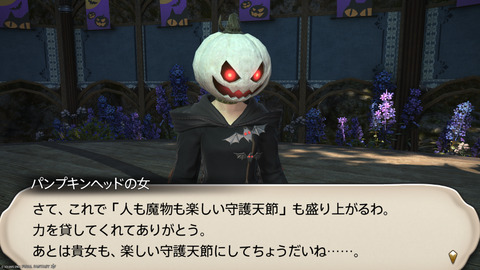 パンプキンヘッドの女
さて、これで「人も魔物も楽しい守護天節」も盛り上がるわ。
力を貸してくれてありがとう。
あとは貴女も、楽しい守護天節にしてちょうだいね……。